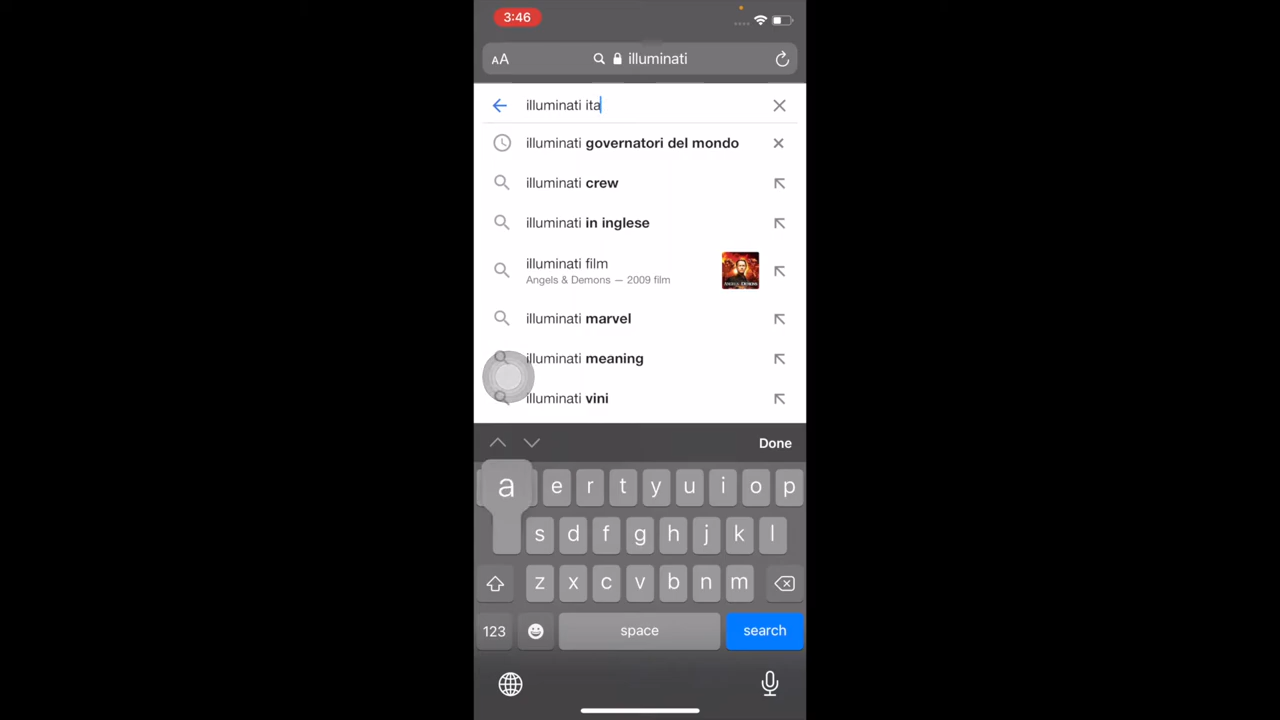 3:46
AA illuminati
illuminati ita
illuminati governatori del mondo
illuminati crew
illuminati in inglese
illuminati film
Angels & Demons — 2009 film
illuminati marvel
illuminati meaning
illuminati vini
Done
a e r t y u i o p
s d f g h j k l
z x c v b n m
123 space search